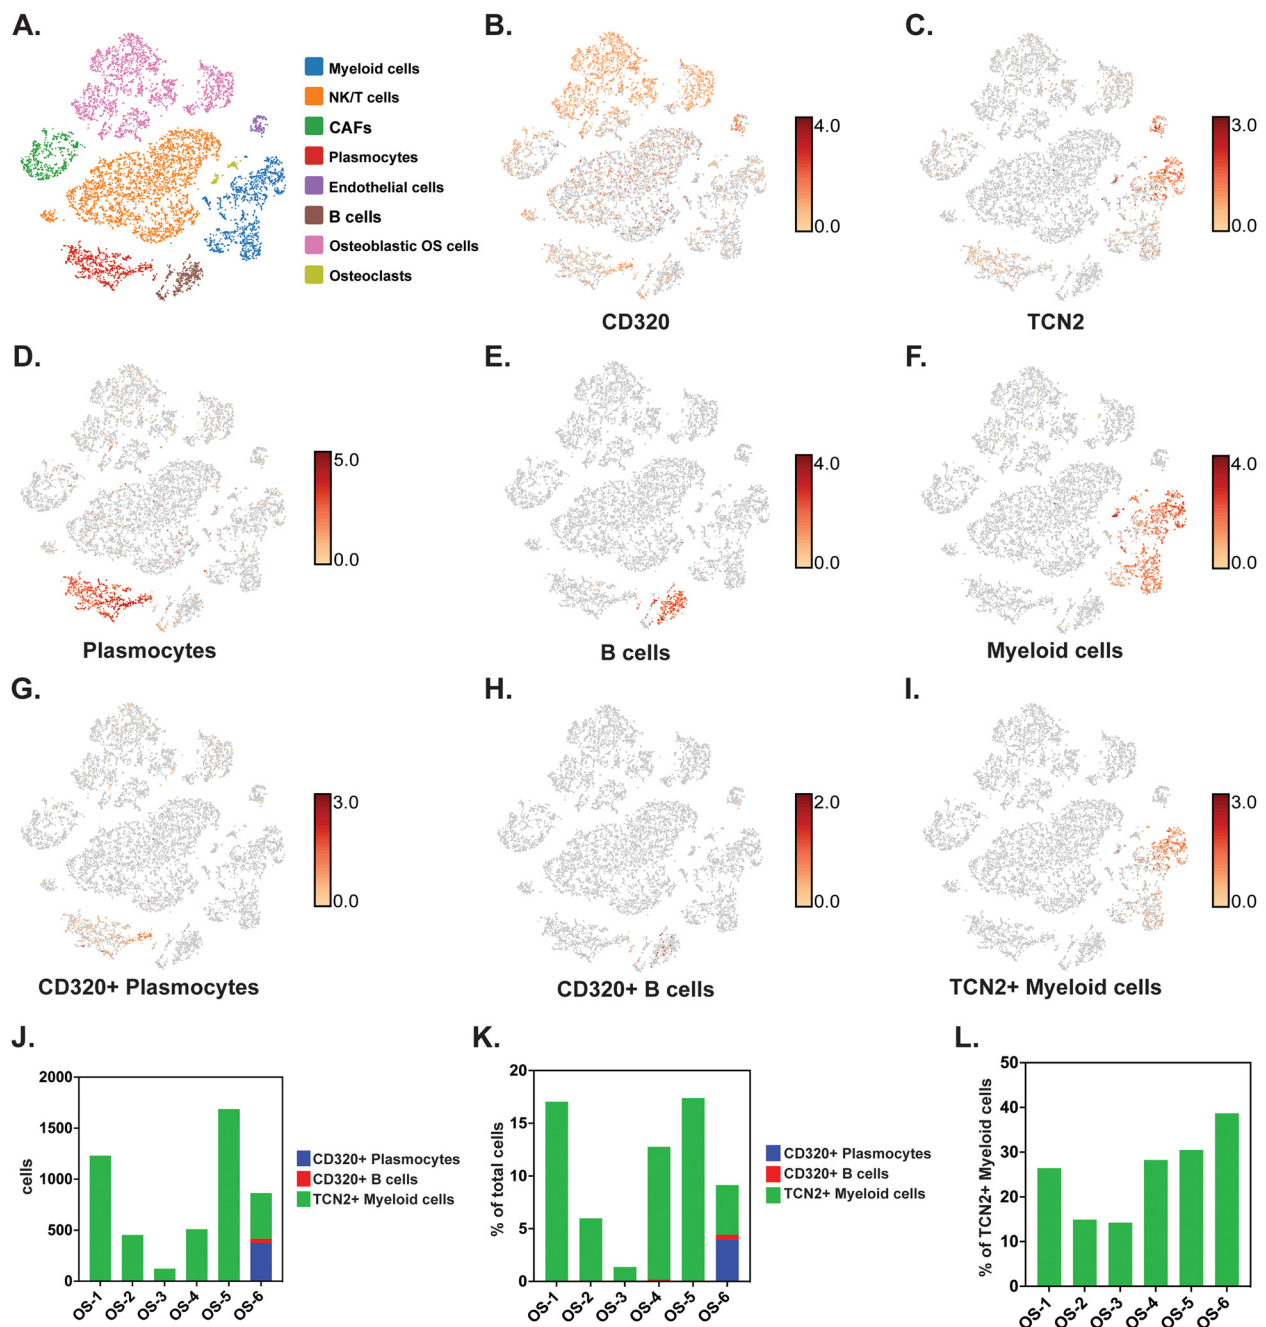 A.
Myeloid cells
NK/T cells
CAFs
Plasmocytes
Endothelial cells
B cells
Osteoblastic OS cells
Osteoclasts
B.
4.0
0.0
CD320
C.
3.0
0.0
TCN2
D.
5.0
0.0
Plasmocytes
E.
4.0
0.0
B cells
F.
4.0
0.0
Myeloid cells
G.
3.0
0.0
CD320+ Plasmocytes
H.
2.0
0.0
CD320+ B cells
I.
3.0
0.0
TCN2+ Myeloid cells
J.
cells
2000
1500
1000
500
0
OS-1
OS-2
OS-3
OS-4
OS-5
OS-6
CD320+ Plasmocytes
CD320+ B cells
TCN2+ Myeloid cells
K.
% of total cells
20
15
10
5
0
OS-1
OS-2
OS-3
OS-4
OS-5
OS-6
CD320+ Plasmocytes
CD320+ B cells
TCN2+ Myeloid cells
L.
% of TCN2+ Myeloid cells
50
40
30
20
10
0
OS-1
OS-2
OS-3
OS-4
OS-5
OS-6